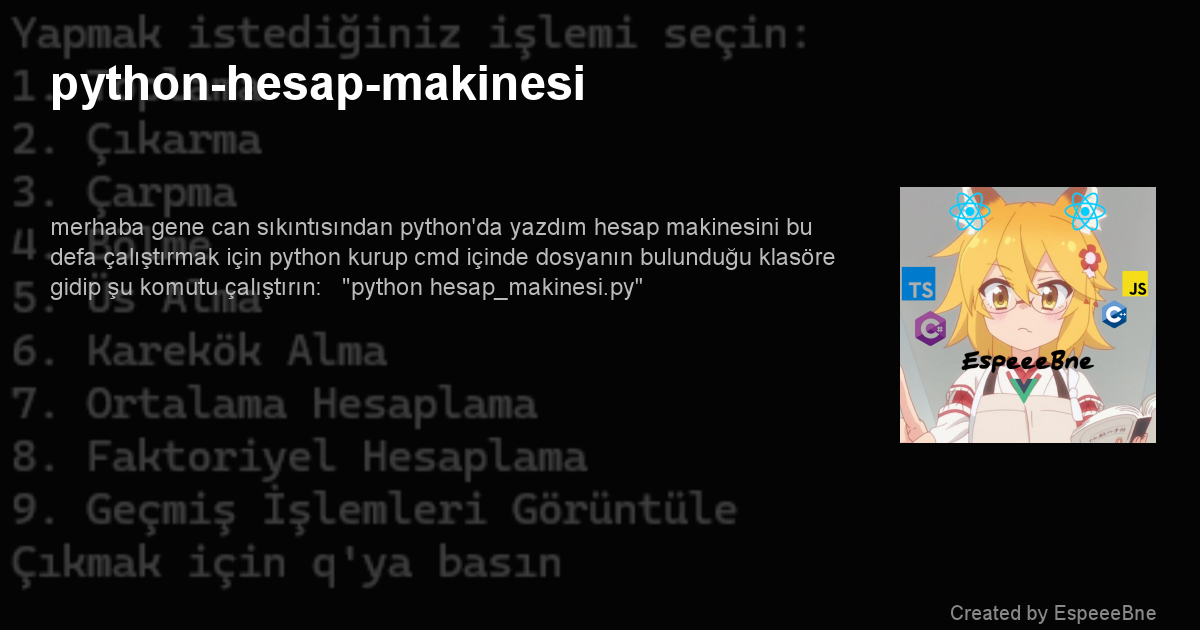 Yapmak istediğiniz işlemi seçin:
python-hesap-makinesi
1. Toplama
2. Çıkarma
3. Çarpma
merhaba gene can sıkıntısından python'da yazdım hesap makinesini bu
4. Bölme
defa çalıştırmak için python kurup cmd içinde dosyanın bulunduğu klasöre
gidip şu komutu çalıştırın: "python hesap_makinesi.py"
5. Üs Alma
6. Karekök Alma
7. Ortalama Hesaplama
8. Faktoriyel Hesaplama
9. Geçmiş İşlemleri Görüntüle
Çıkmak için q'ya basın
TS
JS
C#
C++
EspeeeBne
Created by EspeeeBne